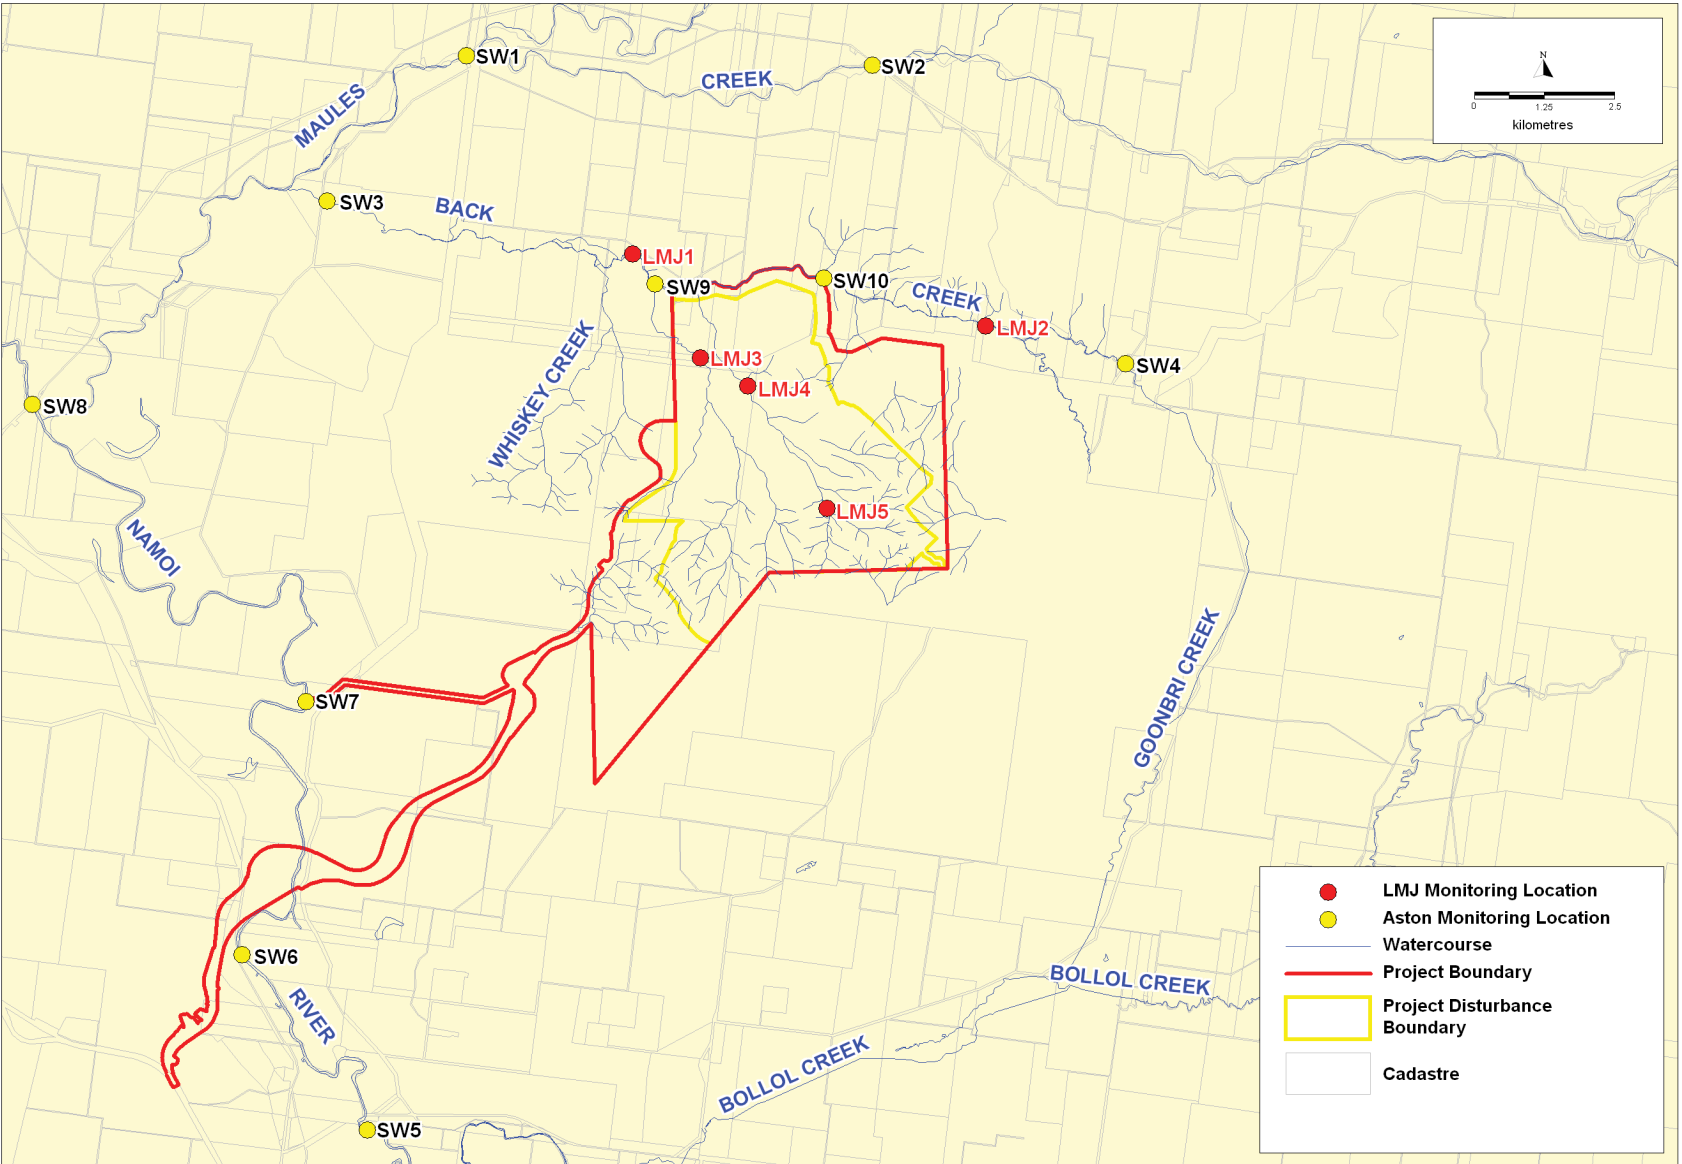 SW1
SW2
CREEK
MAULES
N
0 1.25 2.5
kilometres
SW3
BACK
LMJ1
SW9
SW10
CREEK
LMJ2
WHISKEY CREEK
LMJ3
LMJ4
SW4
SW8
LMJ5
NAMOI
SW7
GOONBRI CREEK
SW6
RIVER
BOLLOL CREEK
BOLLOL CREEK
SW5
LMJ Monitoring Location
Aston Monitoring Location
Watercourse
Project Boundary
Project Disturbance
Boundary
Cadastre